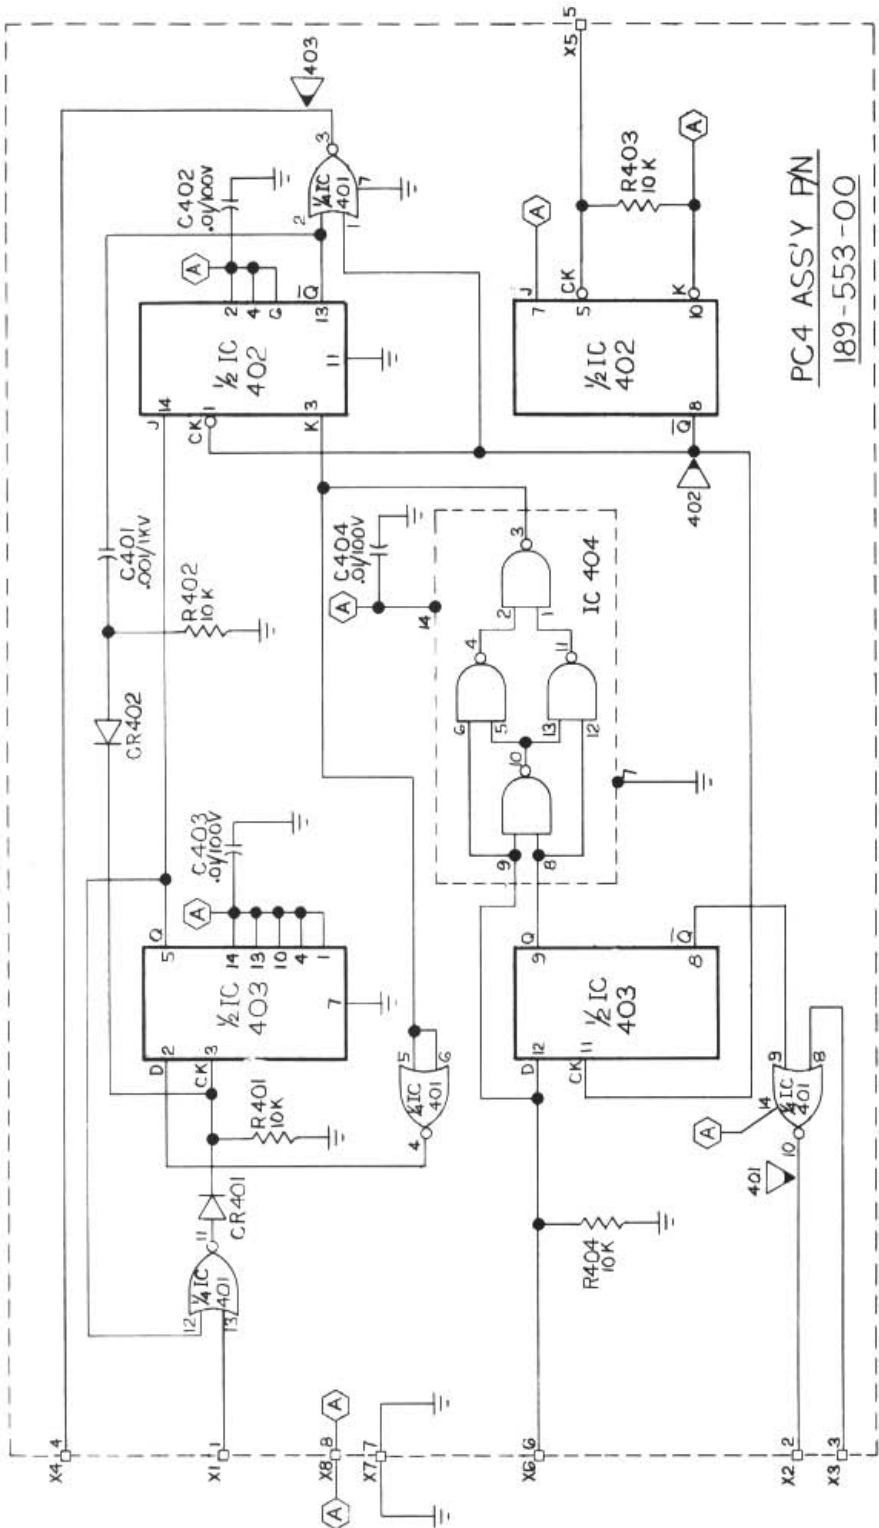 X4 4
403
3
¼ IC
401
7
2
1
C402
.01/100V
A
2
4
6
Q
13
½ IC
402
11
J
14
CK
1
K
3
C401
.001/1KV
R402
10K
CR402
C403
.01/100V
A
Q
5
14
13
10
4
1
½ IC
403
7
D
2
CK
3
R401
10K
CR401
11
¼ IC
401
12
13
X1 1
5
6
¼ IC
401
4
A X8 8 A
X7 7
X5 5
R403
10K
A
A
J
7
CK
5
K
10
½ IC
402
Q
8
402
C404
.01/100V
A
14
IC 404
3
2
1
4
11
6
5
13
12
10
9
8
7
Q
9
Q
8
½ IC
403
D
12
CK
11
R404
10K
X6 6
9
8
14
A
¼ IC
401
10
401
X2 2
X3 3
PC4 ASS'Y P/N
189-553-00